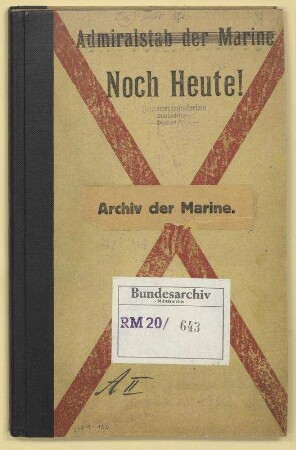 Admiralstab der Marine
Noch Heute!
Archiv der Marine.
Bundesarchiv
RM 20/ 643
A II